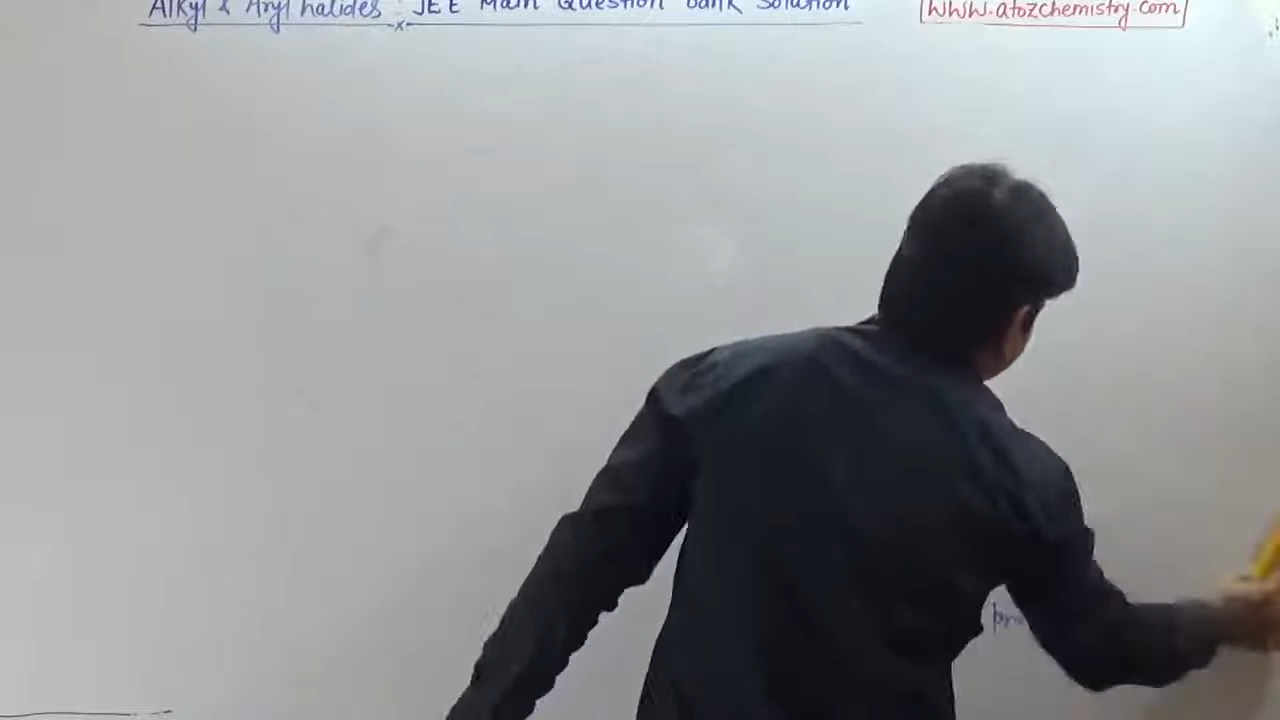 Alkyl & Aryl halides : JEE Main Question bank solution
www.atozchemistry.com